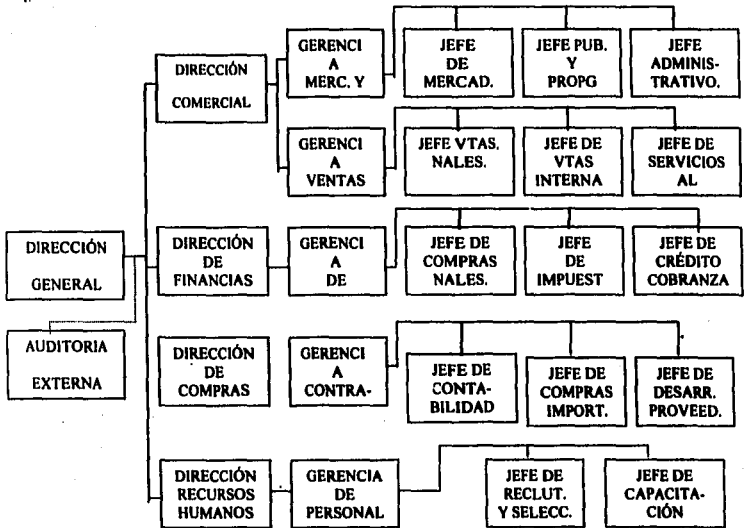 GERENCI
A
MERC. Y
JEFE
DE
MERCAD.
JEFE PUB.
Y
PROPG
JEFE
ADMINIS-
TRATIVO.
DIRECCIÓN
COMERCIAL
GERENCI
A
VENTAS
JEFE VTAS.
NALES.
JEFE DE
VTAS
INTERNA
JEFE DE
SERVICIOS
AL
DIRECCIÓN
GENERAL
DIRECCIÓN
DE
FINANCIAS
GERENCI
A
DE
JEFE DE
COMPRAS
NALES.
JEFE
DE
IMPUEST
JEFE DE
CRÉDITO
COBRANZA
AUDITORIA
EXTERNA
DIRECCIÓN
DE
COMPRAS
GERENCI
A
CONTRA-
JEFE DE
CONTA-
BILIDAD
JEFE DE
COMPRAS
IMPORT.
JEFE DE
DESARR.
PROVEED.
DIRECCIÓN
RECURSOS
HUMANOS
GERENCIA
DE
PERSONAL
JEFE DE
RECLUT.
Y SELECC.
JEFE DE
CAPACITA-
CIÓN